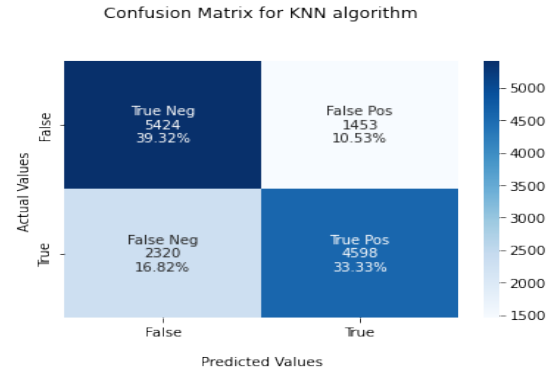 Confusion Matrix for KNN algorithm
True Neg
5424
39.32%
False Pos
1453
10.53%
False Neg
2320
16.82%
True Pos
4598
33.33%
Actual Values
False
True
False
True
Predicted Values
5000
4500
4000
3500
3000
2500
2000
1500